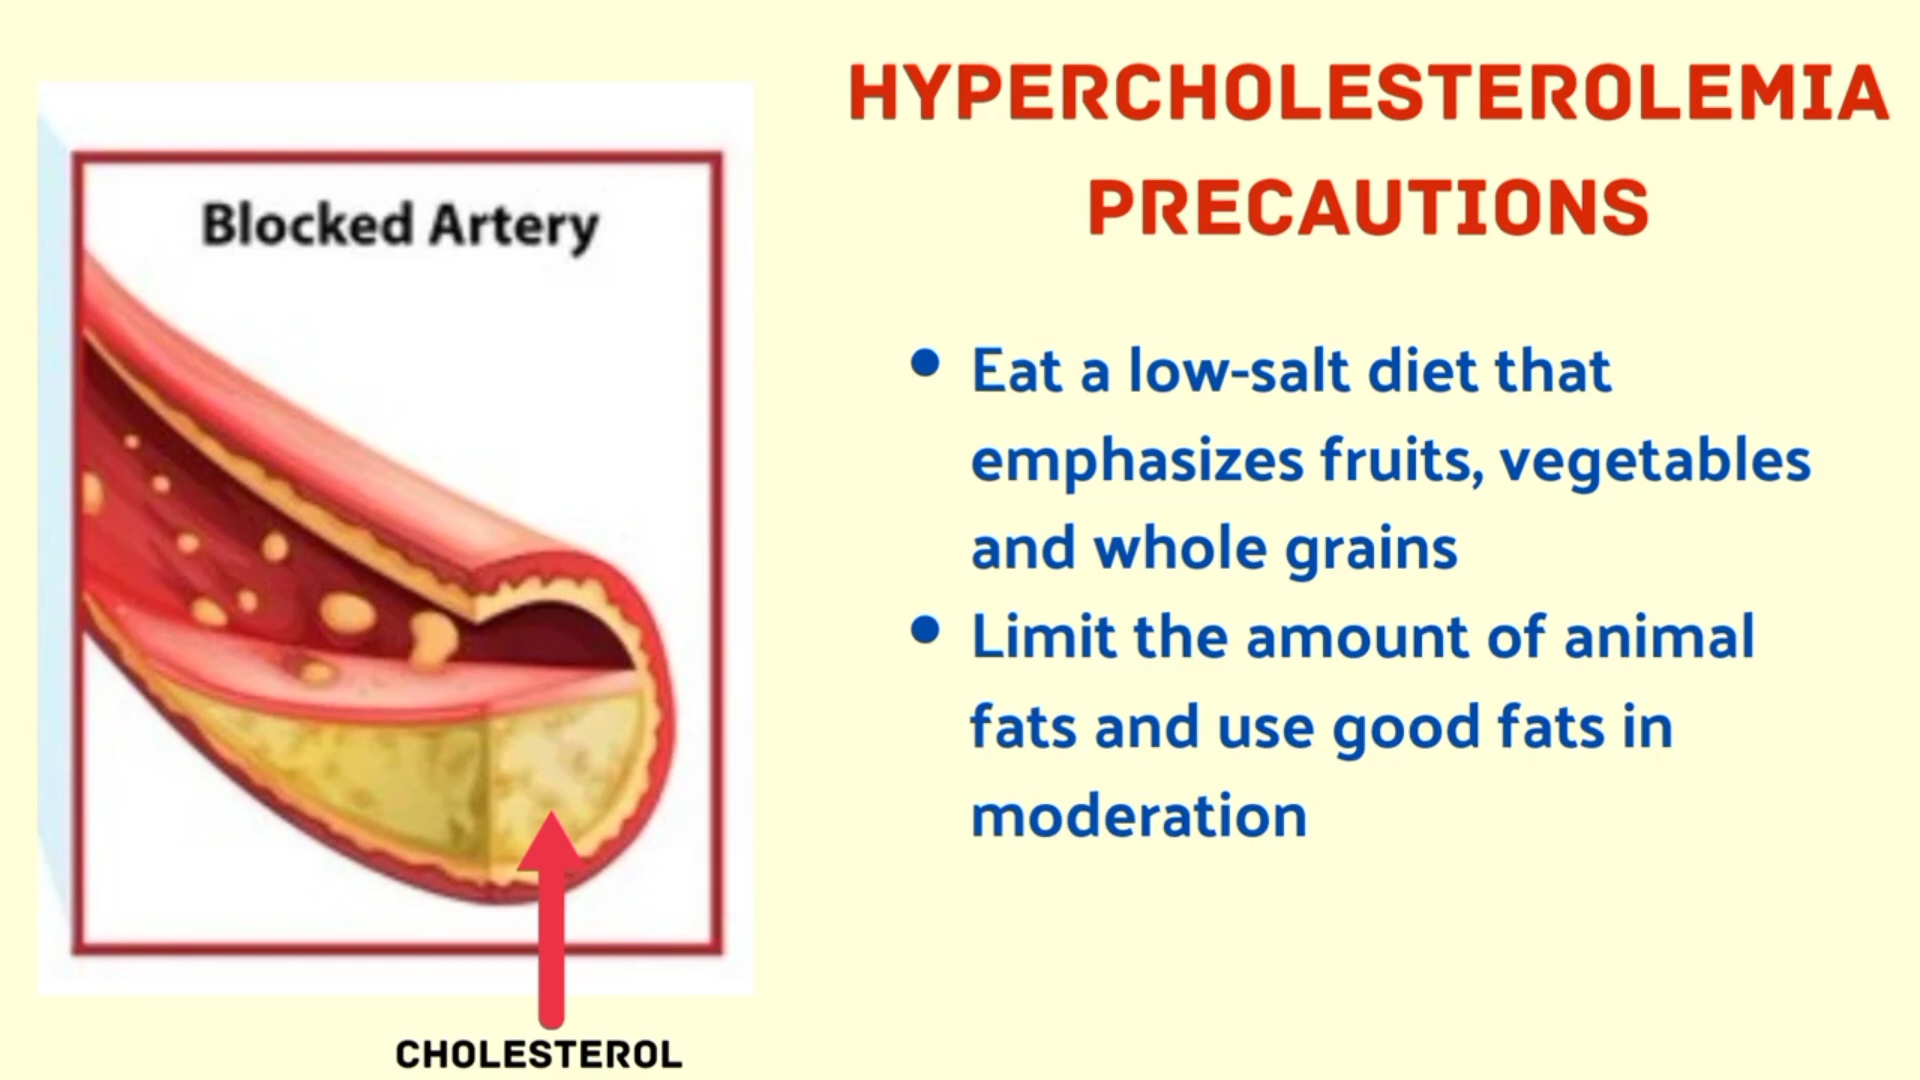 HYPERCHOLESTEROLEMIA
PRECAUTIONS
Blocked Artery
• Eat a low-salt diet that
emphasizes fruits, vegetables
and whole grains
• Limit the amount of animal
fats and use good fats in
moderation
CHOLESTEROL